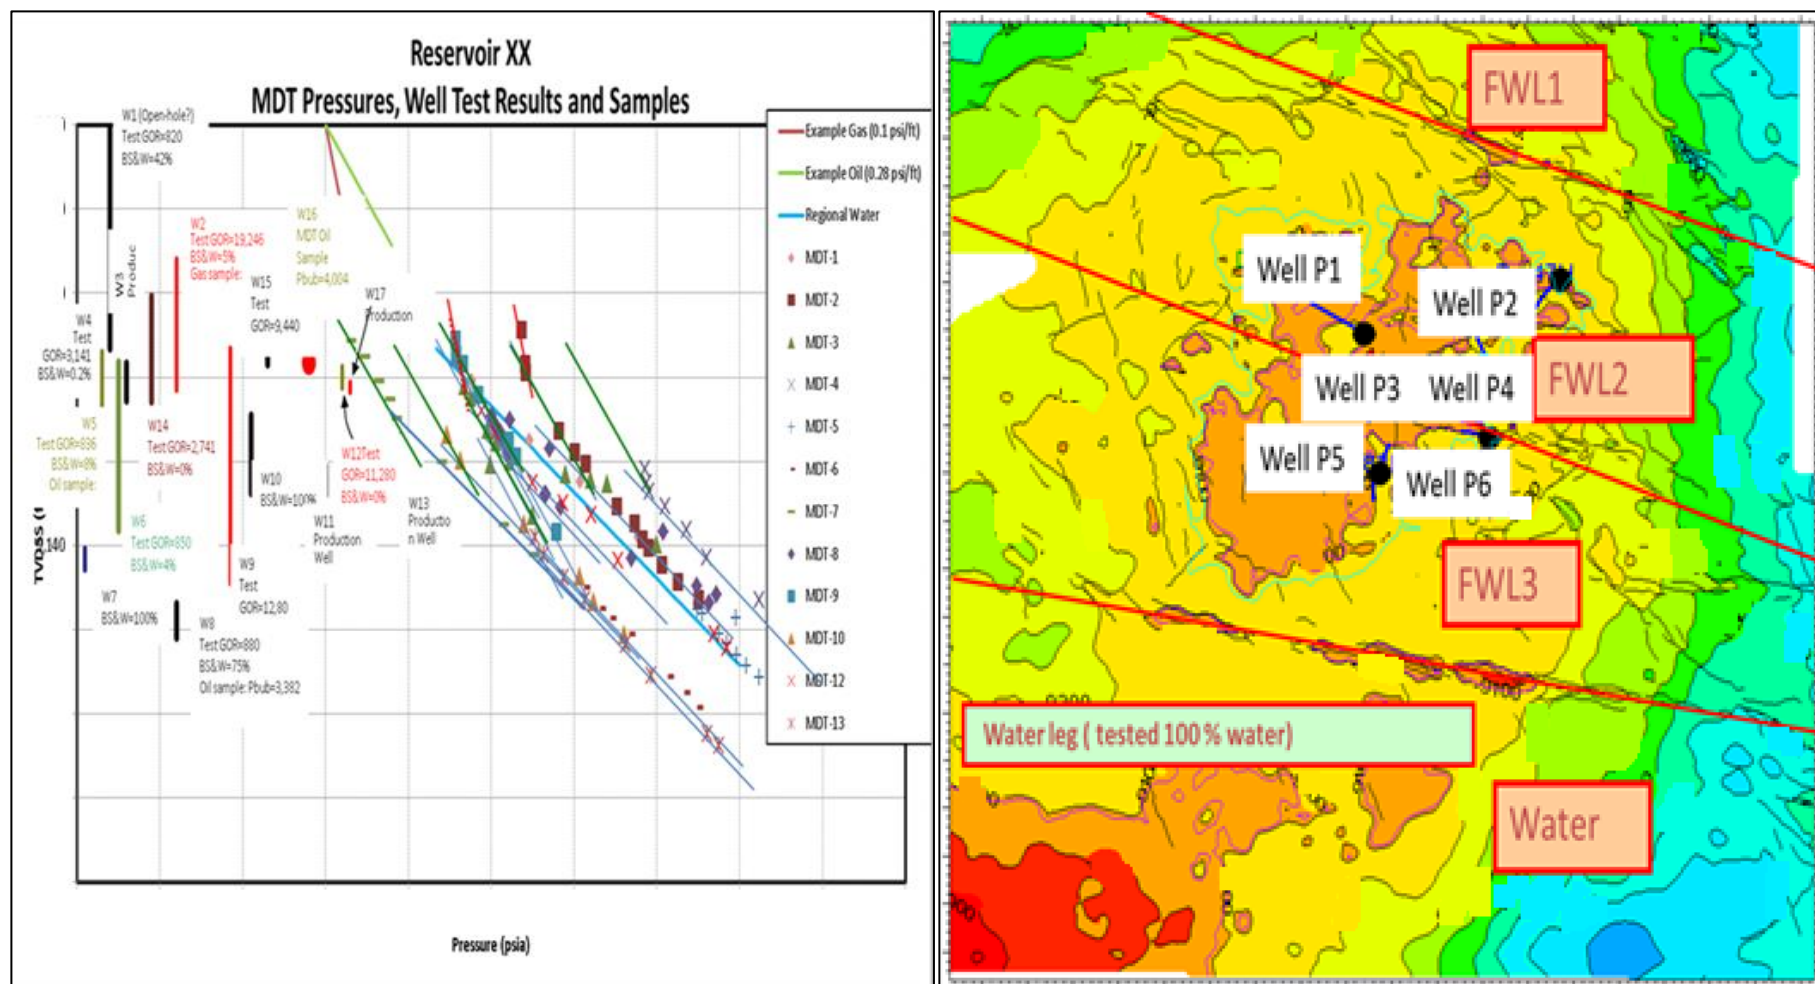 Reservoir XX
MDT Pressures, Well Test Results and Samples
W1 (Open-hole?)
Test GOR=820
BS&W=42%
W3
Produc
W2
Test GOR=19,246
BS&W=5%
Gas sample:
W16
MDT Oil
Sample
Pbub=4,004
W15
Test
GOR=9,440
W17
Production
W4
Test
GOR=3,141
BS&W=0.2%
W5
Test GOR=836
BS&W=8%
Oil sample:
W14
Test GOR=2,741
BS&W=0%
W10
BS&W=100%
W12Test
GOR=11,280
BS&W=0%
W13
Productio
n Well
W11
Production
Well
W6
Test GOR=850
BS&W=4%
W9
Test
GOR=12,80
W7
BS&W=100%
W8
Test GOR=880
BS&W=75%
Oil sample: Pbub=3,382
,140
Pressure (psia)
Example Gas (0.1 psi/ft)
Example Oil (0.28 psi/ft)
Regional Water
MDT-1
MDT-2
MDT-3
MDT-4
MDT-5
MDT-6
MDT-7
MDT-8
MDT-9
MDT-10
MDT-12
MDT-13
FWL1
Well P1
Well P2
FWL2
Well P3
Well P4
Well P5
Well P6
FWL3
Water leg ( tested 100 % water)
Water